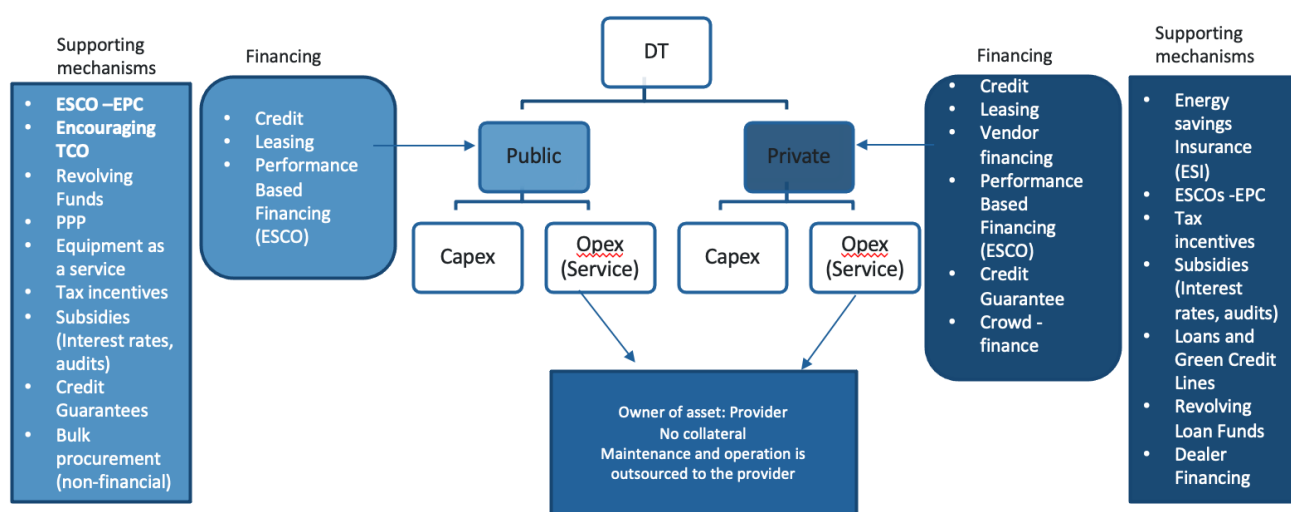 Supporting
mechanisms
• ESCO –EPC
• Encouraging
TCO
• Revolving
Funds
• PPP
• Equipment as
a service
• Tax incentives
• Subsidies
(Interest rates,
audits)
• Credit
Guarantees
• Bulk
procurement
(non-financial)
Financing
• Credit
• Leasing
• Performance
Based
Financing
(ESCO)
DT
Public
Private
Capex
Opex
(Service)
Capex
Opex
(Service)
Owner of asset: Provider
No collateral
Maintenance and operation is
outsourced to the provider
Financing
• Credit
• Leasing
• Vendor
financing
• Performance
Based
Financing
(ESCO)
• Credit
Guarantee
• Crowd -
finance
Supporting
mechanisms
• Energy
savings
Insurance
(ESI)
• ESCOs -EPC
• Tax
incentives
• Subsidies
(Interest
rates, audits)
• Loans and
Green Credit
Lines
• Revolving
Loan Funds
• Dealer
Financing